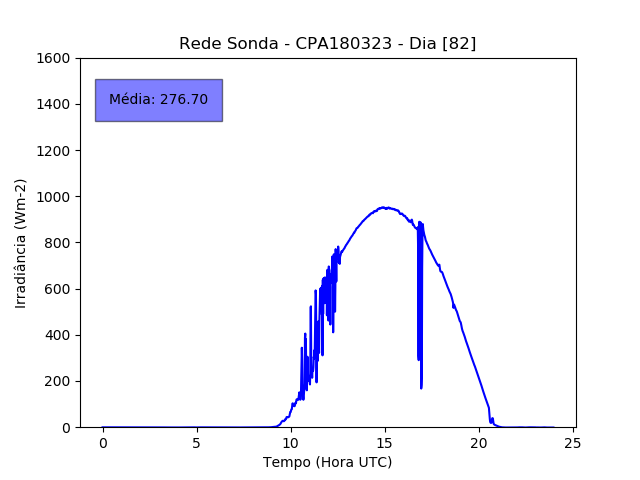 Rede Sonda - CPA180323 - Dia [82]
Média: 276.70
Irradiância (Wm-2)
1600
1400
1200
1000
800
600
400
200
0
0 5 10 15 20 25
Tempo (Hora UTC)